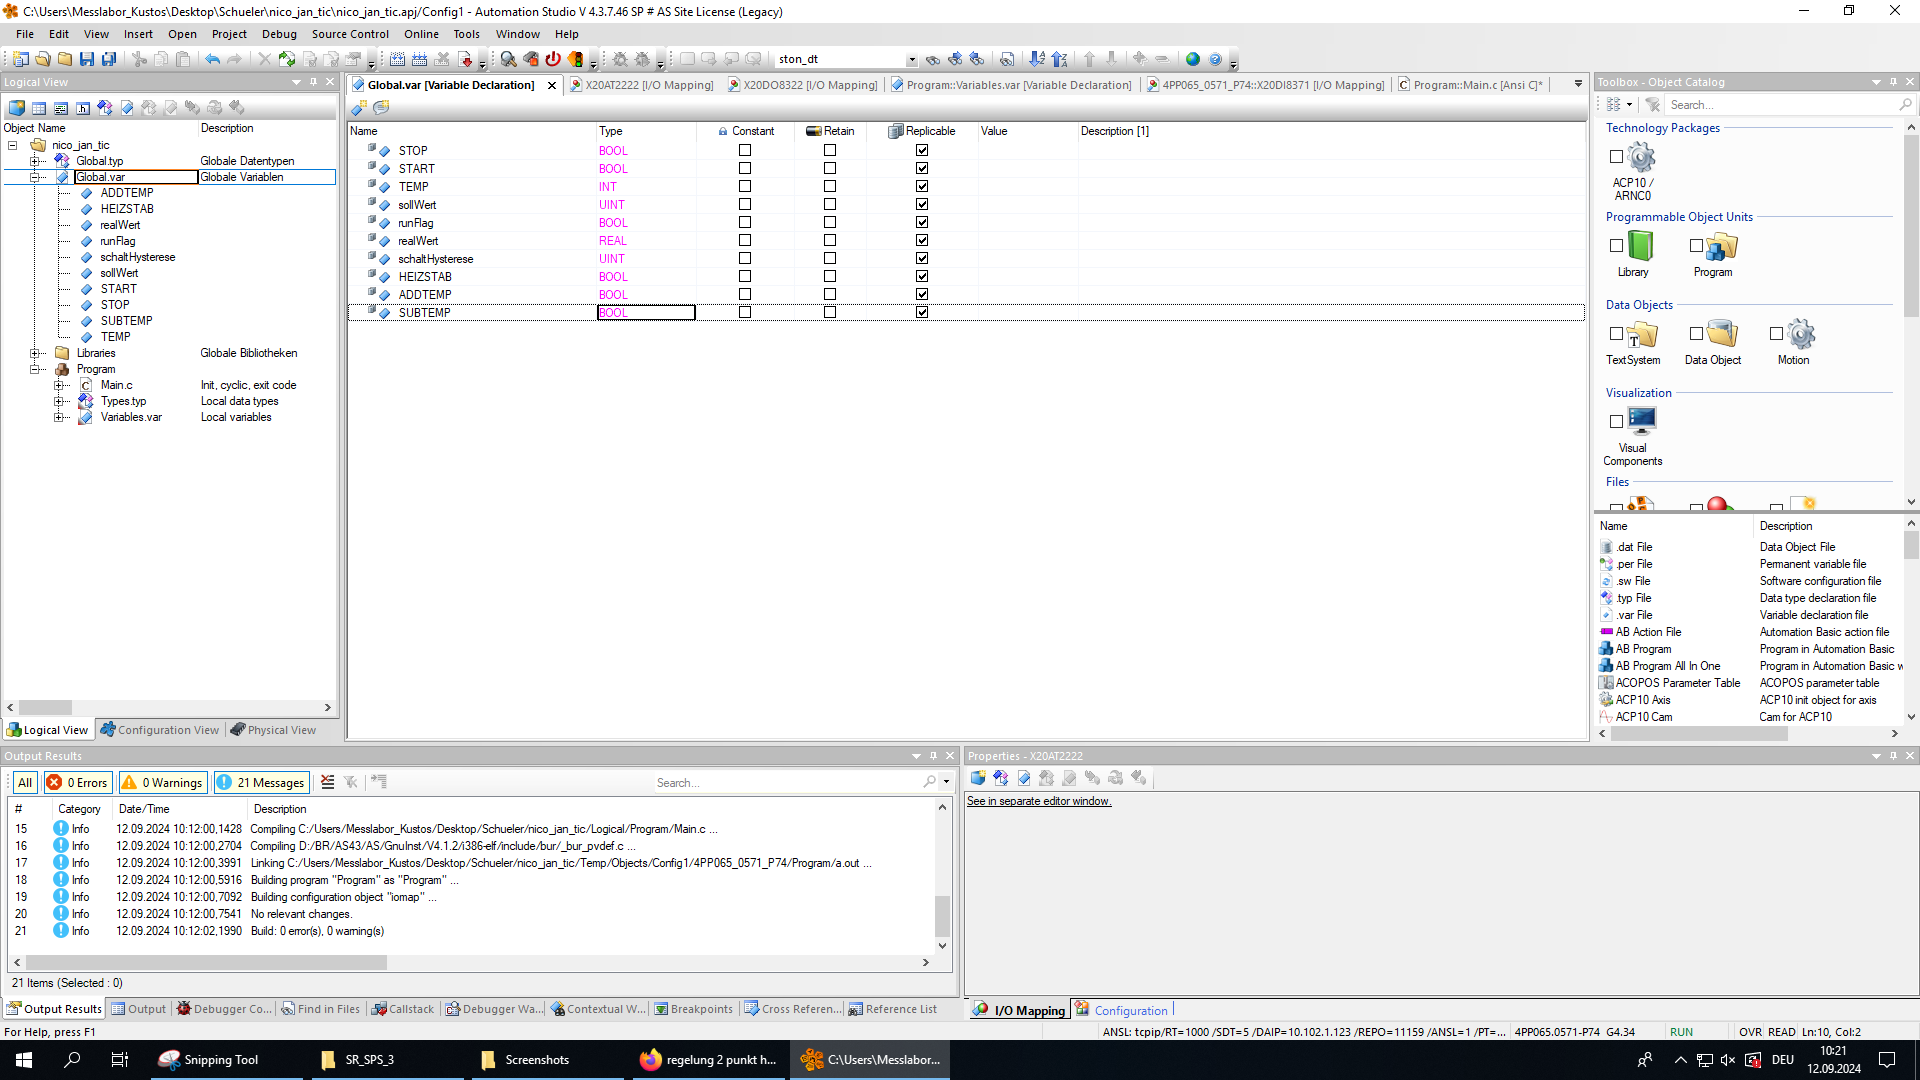 C:\Users\Messlabor_Kustos\Desktop\Schueler\nico_jan_tic\nico_jan_tic.apj/Config1 - Automation Studio V 4.3.7.46 SP # AS Site License (Legacy)
File Edit View Insert Open Project Debug Source Control Online Tools Window Help
ston_dt
Logical View
Object Name Description
nico_jan_tic
Global.typ Globale Datentypen
Global.var Globale Variablen
ADDTEMP
HEIZSTAB
realWert
runFlag
schaltHysterese
sollWert
START
STOP
SUBTEMP
TEMP
Libraries Globale Bibliotheken
Program
Main.c Init, cyclic, exit code
Types.typ Local data types
Variables.var Local variables
Logical View Configuration View Physical View
Global.var [Variable Declaration] X20AT2222 [I/O Mapping] X20DO8322 [I/O Mapping] Program::Variables.var [Variable Declaration] 4PP065_0571_P74::X20DI8371 [I/O Mapping] Program::Main.c [Ansi C]*
Name Type Constant Retain Replicable Value Description [1]
STOP BOOL
START BOOL
TEMP INT
sollWert UINT
runFlag BOOL
realWert REAL
schaltHysterese UINT
HEIZSTAB BOOL
ADDTEMP BOOL
SUBTEMP BOOL
Toolbox - Object Catalog
Search...
Technology Packages
ACP10 /
ARNC0
Programmable Object Units
Library Program
Data Objects
TextSystem Data Object Motion
Visualization
Visual
Components
Files
Name Description
.dat File Data Object File
.per File Permanent variable file
.sw File Software configuration file
.typ File Data type declaration file
.var File Variable declaration file
AB Action File Automation Basic action file
AB Program Program in Automation Basic
AB Program All In One Program in Automation Basic w
ACOPOS Parameter Table ACOPOS parameter table
ACP10 Axis ACP10 init object for axis
ACP10 Cam Cam for ACP10
Output Results
All 0 Errors 0 Warnings 21 Messages Search...
# Category Date/Time Description
15 Info 12.09.2024 10:12:00,1428 Compiling C:/Users/Messlabor_Kustos/Desktop/Schueler/nico_jan_tic/Logical/Program/Main.c ...
16 Info 12.09.2024 10:12:00,2704 Compiling D:/BR/AS43/AS/GnuInst/V4.1.2/i386-elf/include/bur/_bur_pvdef.c ...
17 Info 12.09.2024 10:12:00,3991 Linking C:/Users/Messlabor_Kustos/Desktop/Schueler/nico_jan_tic/Temp/Objects/Config1/4PP065_0571_P74/Program/a.out ...
18 Info 12.09.2024 10:12:00,5916 Building program "Program" as "Program" ...
19 Info 12.09.2024 10:12:00,7092 Building configuration object "iomap" ...
20 Info 12.09.2024 10:12:00,7541 No relevant changes.
21 Info 12.09.2024 10:12:02,1990 Build: 0 error(s), 0 warning(s)
21 Items (Selected : 0)
Output Results Output Debugger Co... Find in Files Callstack Debugger Wa... Contextual W... Breakpoints Cross Referen... Reference List
Properties - X20AT2222
See in separate editor window.
I/O Mapping Configuration
For Help, press F1 ANSL: tcpip/RT=1000 /SDT=5 /DAIP=10.102.1.123 /REPO=11159 /ANSL=1 /PT=... 4PP065.0571-P74 G4.34 RUN OVR READ Ln:10, Col:2
Snipping Tool SR_SPS_3 Screenshots regelung 2 punkt h... C:\Users\Messlabor... DEU 10:21
12.09.2024